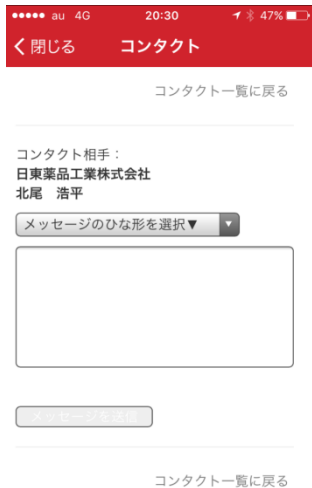 ●●●●● au 4G 20:30 47%
閉じる コンタクト
コンタクト一覧に戻る
コンタクト相手：
日東薬品工業株式会社
北尾 浩平
メッセージのひな形を選択▼
メッセージを送信
コンタクト一覧に戻る